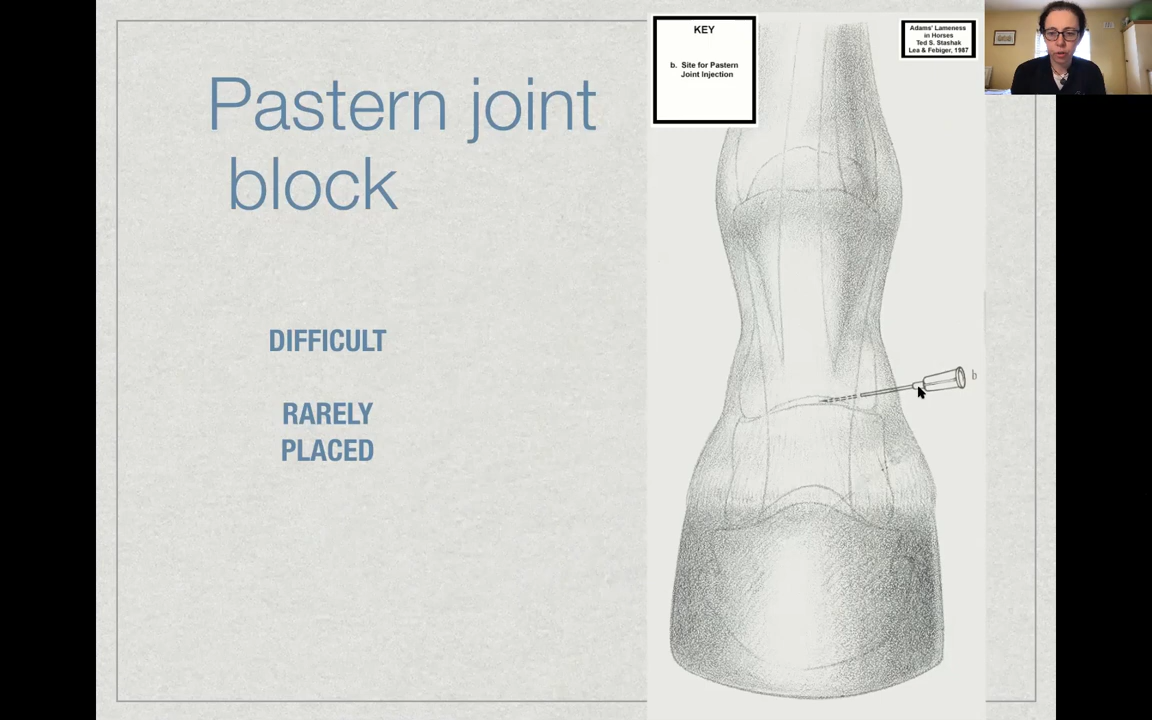 Pastern joint
block
DIFFICULT
RARELY
PLACED
KEY
b. Site for Pastern
Joint Injection
Adams' Lameness
in Horses
Ted S. Stashak
Lea & Febiger, 1987
b